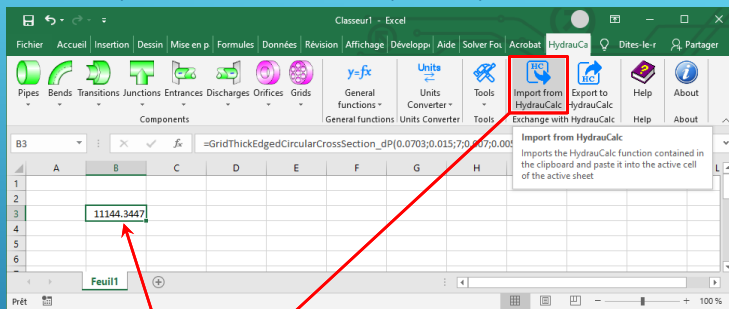 Classeur1 - Excel
Fichier Accueil Insertion Dessin Mise en p Formules Données Révision Affichage Développe Aide Solver Fou Acrobat HydrauCa Dites-le-r Partager
HC HC
y=fx Units
Pipes Bends Transitions Junctions Entrances Discharges Orifices Grids General Units Tools Import from Export to Help About
functions Converter HydrauCalc HydrauCalc
Components General functions Units Converter Tools Exchange with HydrauCalc Help About
B3 fx =GridThickEdgedCircularCrossSection_dP(0.0703;0.015;7;0.007;0.005
Import from HydrauCalc
Imports the HydrauCalc function contained in
the clipboard and paste it into the active cell
of the active sheet
A B C D E F G H L
1
2
3 11144.3447
4
5
6
Feuil1
Prêt 100 %